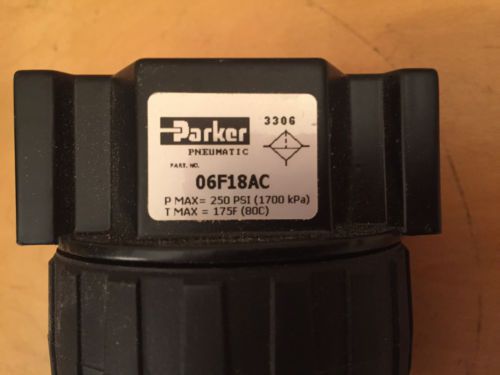 3306
Parker
PNEUMATIC
PART. NO.
06F18AC
P MAX= 250 PSI (1700 kPa)
T MAX = 175F (80C)